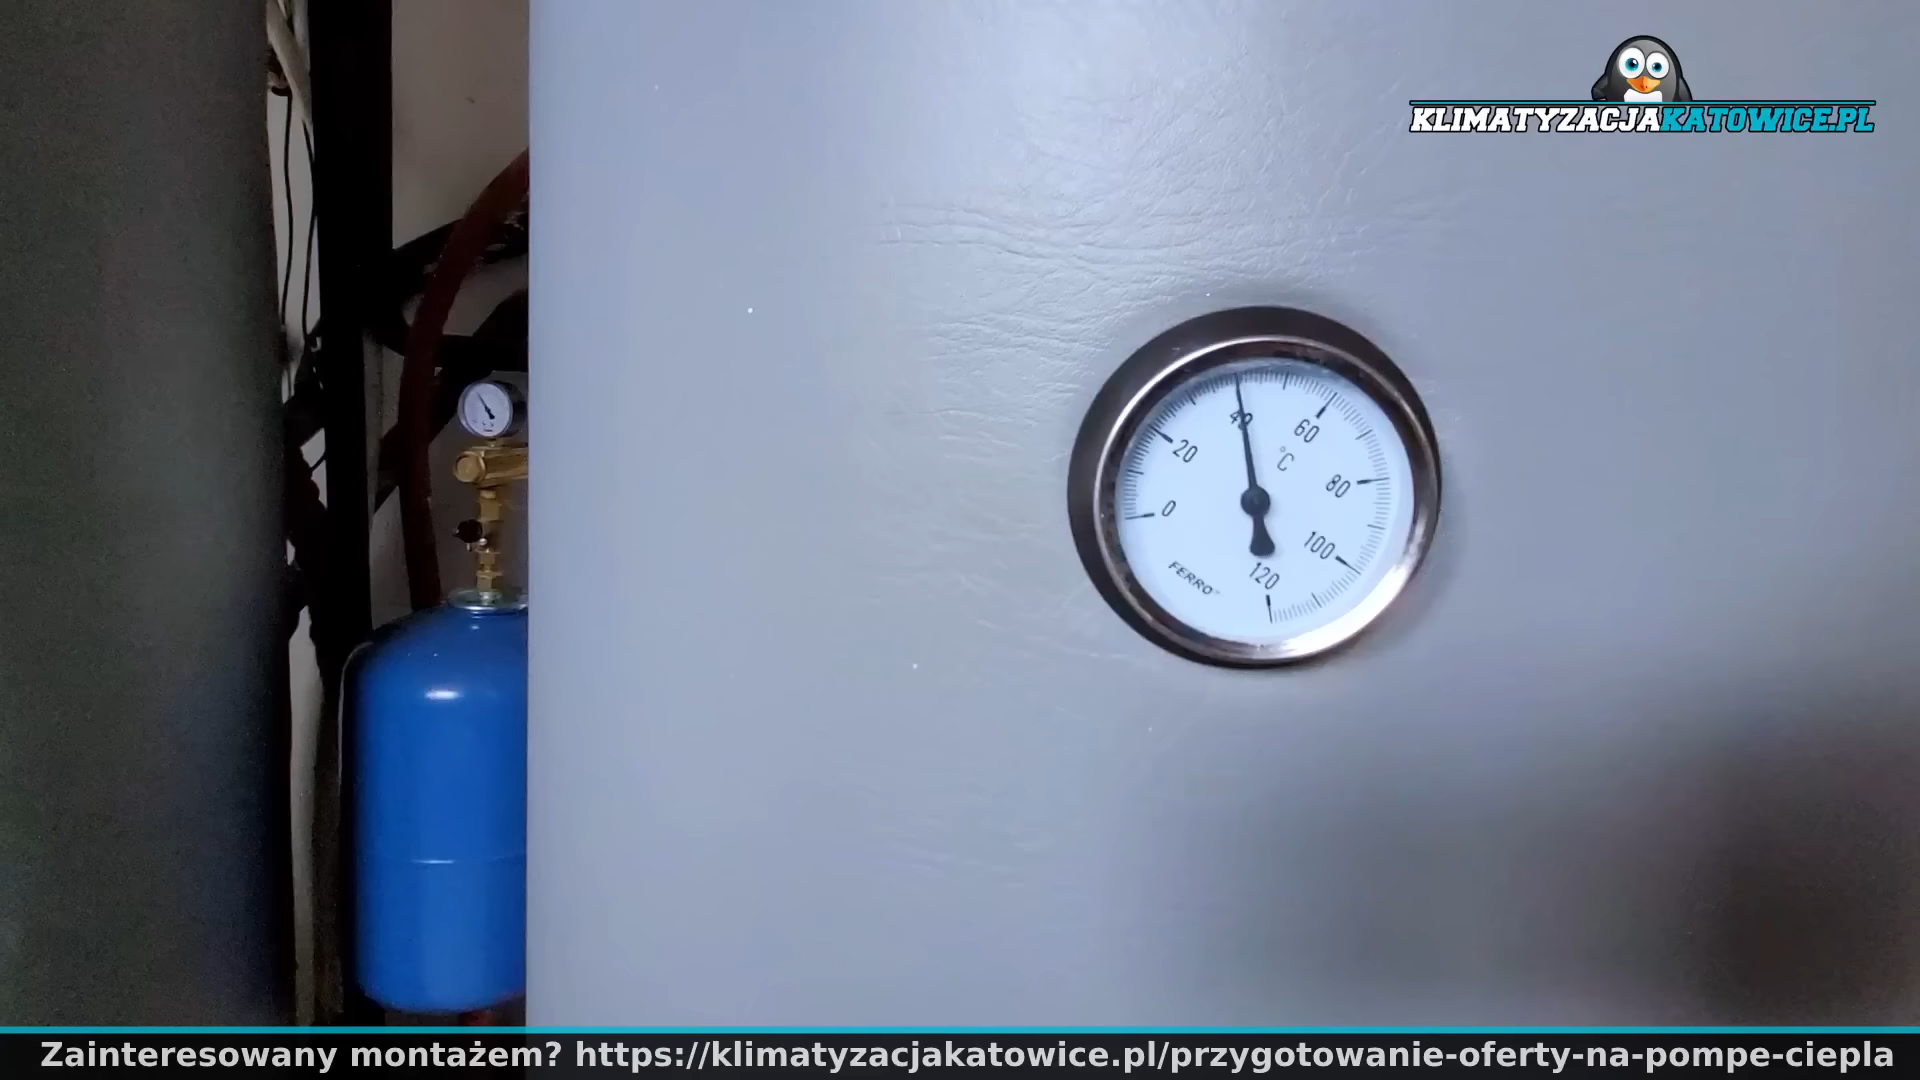 KLIMATYZACJAKATOWICE.PL
0
20
40
60
80
100
120
°C
FERRO
Zainteresowany montażem? https://klimatyzacjakatowice.pl/przygotowanie-oferty-na-pompe-ciepla